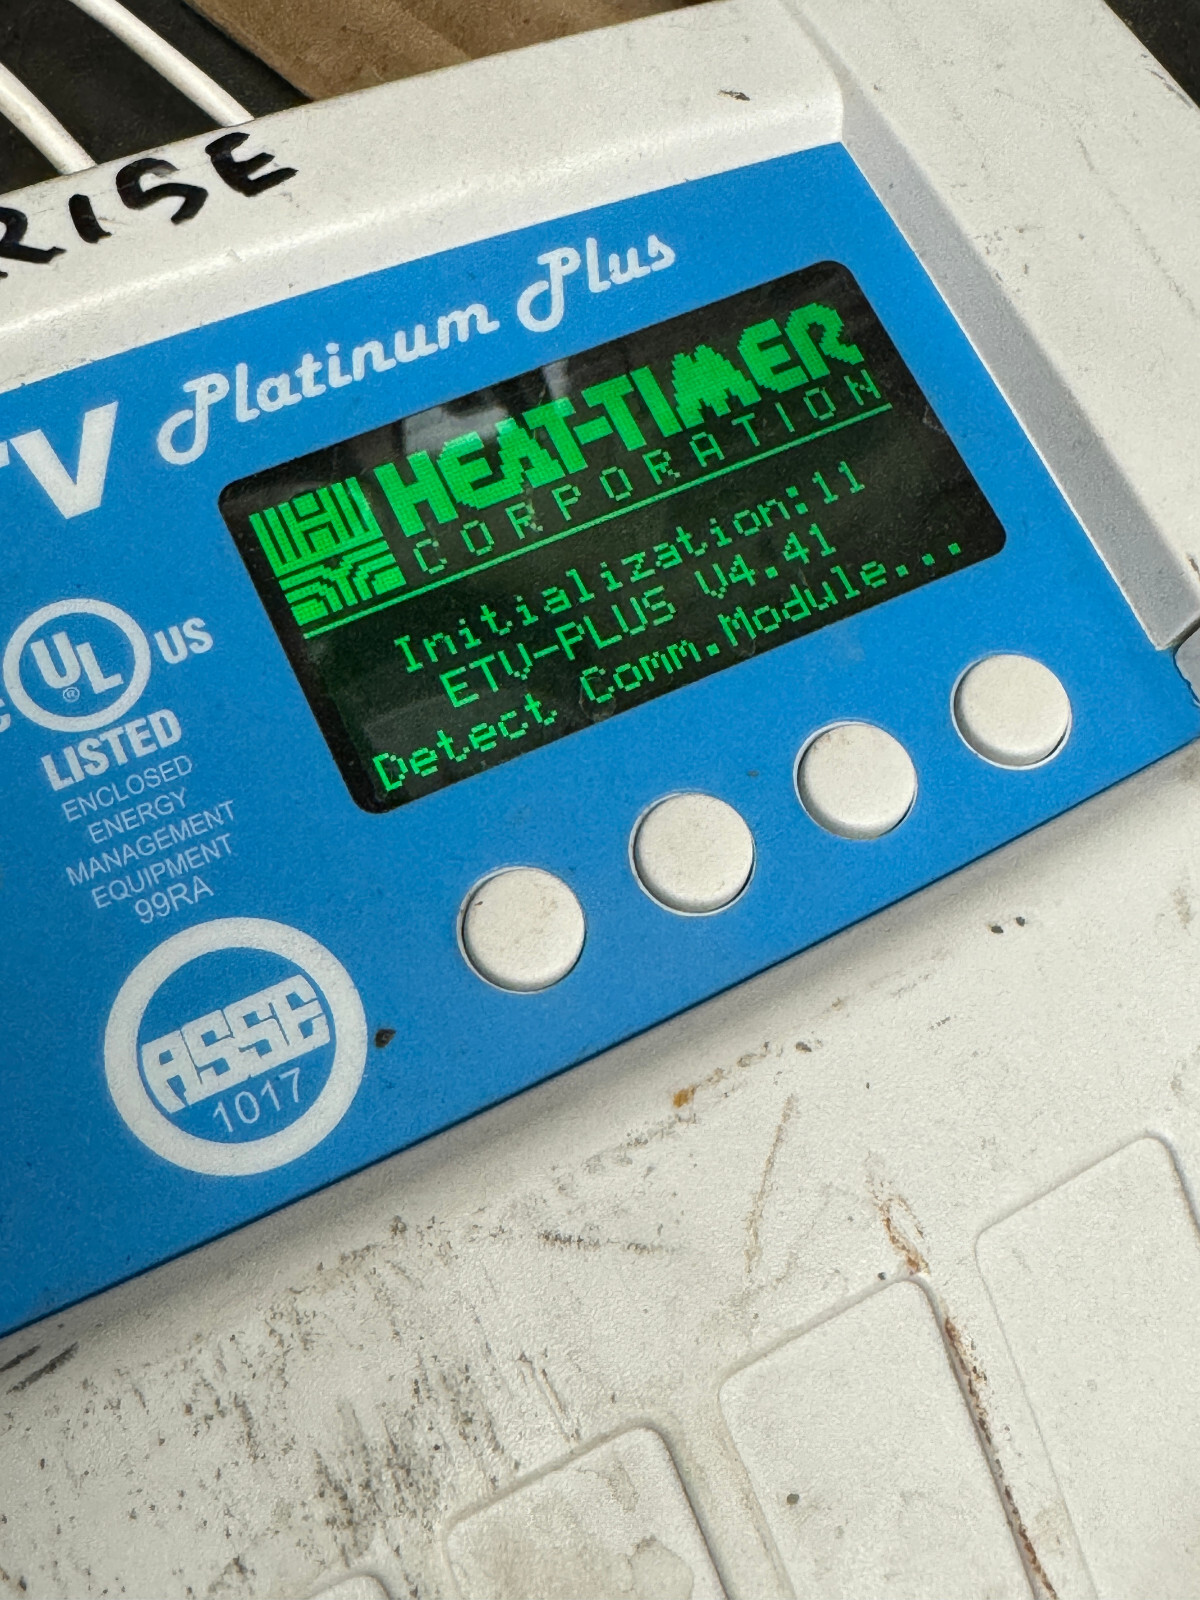 RISE
TV Platinum Plus
HEAT-TIMER
CORPORATION
Initialization:11
ETV-PLUS V4.41
Detect Comm.Module...
C UL ® US
LISTED
ENCLOSED
ENERGY
MANAGEMENT
EQUIPMENT
99RA
ASSE
1017